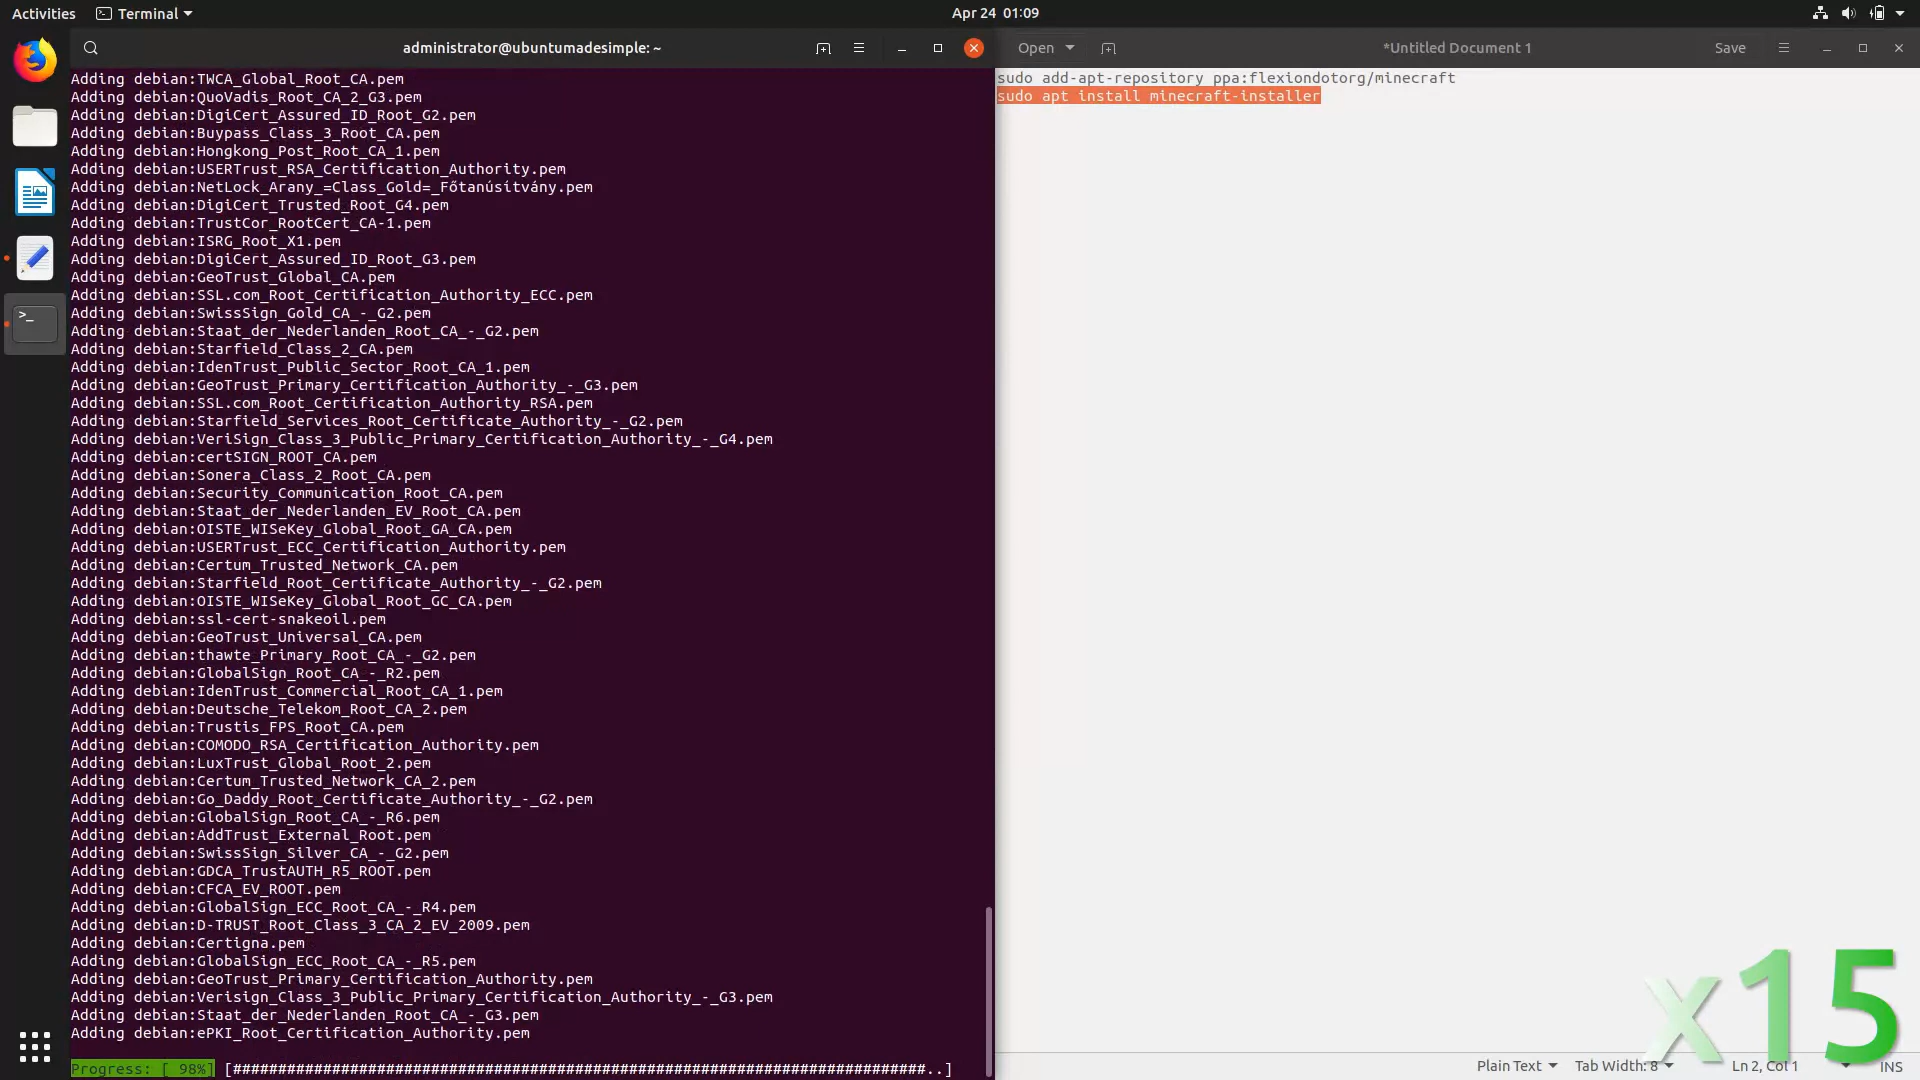 Activities
Terminal
Apr 24 01:09
administrator@ubuntumadesimple: ~
Open
*Untitled Document 1
Save
Adding debian:TWCA_Global_Root_CA.pem
Adding debian:QuoVadis_Root_CA_2_G3.pem
Adding debian:DigiCert_Assured_ID_Root_G2.pem
Adding debian:Buypass_Class_3_Root_CA.pem
Adding debian:Hongkong_Post_Root_CA_1.pem
Adding debian:USERTrust_RSA_Certification_Authority.pem
Adding debian:NetLock_Arany_=Class_Gold=_Főtanúsítvány.pem
Adding debian:DigiCert_Trusted_Root_G4.pem
Adding debian:TrustCor_RootCert_CA-1.pem
Adding debian:ISRG_Root_X1.pem
Adding debian:DigiCert_Assured_ID_Root_G3.pem
Adding debian:GeoTrust_Global_CA.pem
Adding debian:SSL.com_Root_Certification_Authority_ECC.pem
Adding debian:SwissSign_Gold_CA_-_G2.pem
Adding debian:Staat_der_Nederlanden_Root_CA_-_G2.pem
Adding debian:Starfield_Class_2_CA.pem
Adding debian:IdenTrust_Public_Sector_Root_CA_1.pem
Adding debian:GeoTrust_Primary_Certification_Authority_-_G3.pem
Adding debian:SSL.com_Root_Certification_Authority_RSA.pem
Adding debian:Starfield_Services_Root_Certificate_Authority_-_G2.pem
Adding debian:VeriSign_Class_3_Public_Primary_Certification_Authority_-_G4.pem
Adding debian:certSIGN_ROOT_CA.pem
Adding debian:Sonera_Class_2_Root_CA.pem
Adding debian:Security_Communication_Root_CA.pem
Adding debian:Staat_der_Nederlanden_EV_Root_CA.pem
Adding debian:OISTE_WISeKey_Global_Root_GA_CA.pem
Adding debian:USERTrust_ECC_Certification_Authority.pem
Adding debian:Certum_Trusted_Network_CA.pem
Adding debian:Starfield_Root_Certificate_Authority_-_G2.pem
Adding debian:OISTE_WISeKey_Global_Root_GC_CA.pem
Adding debian:ssl-cert-snakeoil.pem
Adding debian:GeoTrust_Universal_CA.pem
Adding debian:thawte_Primary_Root_CA_-_G2.pem
Adding debian:GlobalSign_Root_CA_-_R2.pem
Adding debian:IdenTrust_Commercial_Root_CA_1.pem
Adding debian:Deutsche_Telekom_Root_CA_2.pem
Adding debian:Trustis_FPS_Root_CA.pem
Adding debian:COMODO_RSA_Certification_Authority.pem
Adding debian:LuxTrust_Global_Root_2.pem
Adding debian:Certum_Trusted_Network_CA_2.pem
Adding debian:Go_Daddy_Root_Certificate_Authority_-_G2.pem
Adding debian:GlobalSign_Root_CA_-_R6.pem
Adding debian:AddTrust_External_Root.pem
Adding debian:SwissSign_Silver_CA_-_G2.pem
Adding debian:GDCA_TrustAUTH_R5_ROOT.pem
Adding debian:CFCA_EV_ROOT.pem
Adding debian:GlobalSign_ECC_Root_CA_-_R4.pem
Adding debian:D-TRUST_Root_Class_3_CA_2_EV_2009.pem
Adding debian:Certigna.pem
Adding debian:GlobalSign_ECC_Root_CA_-_R5.pem
Adding debian:GeoTrust_Primary_Certification_Authority.pem
Adding debian:Verisign_Class_3_Public_Primary_Certification_Authority_-_G3.pem
Adding debian:Staat_der_Nederlanden_Root_CA_-_G3.pem
Adding debian:ePKI_Root_Certification_Authority.pem
Progress: [ 98%] [#############################################################################..]
sudo add-apt-repository ppa:flexiondotorg/minecraft
sudo apt install minecraft-installer
x15
Plain Text
Tab Width: 8
Ln 2, Col 1
INS